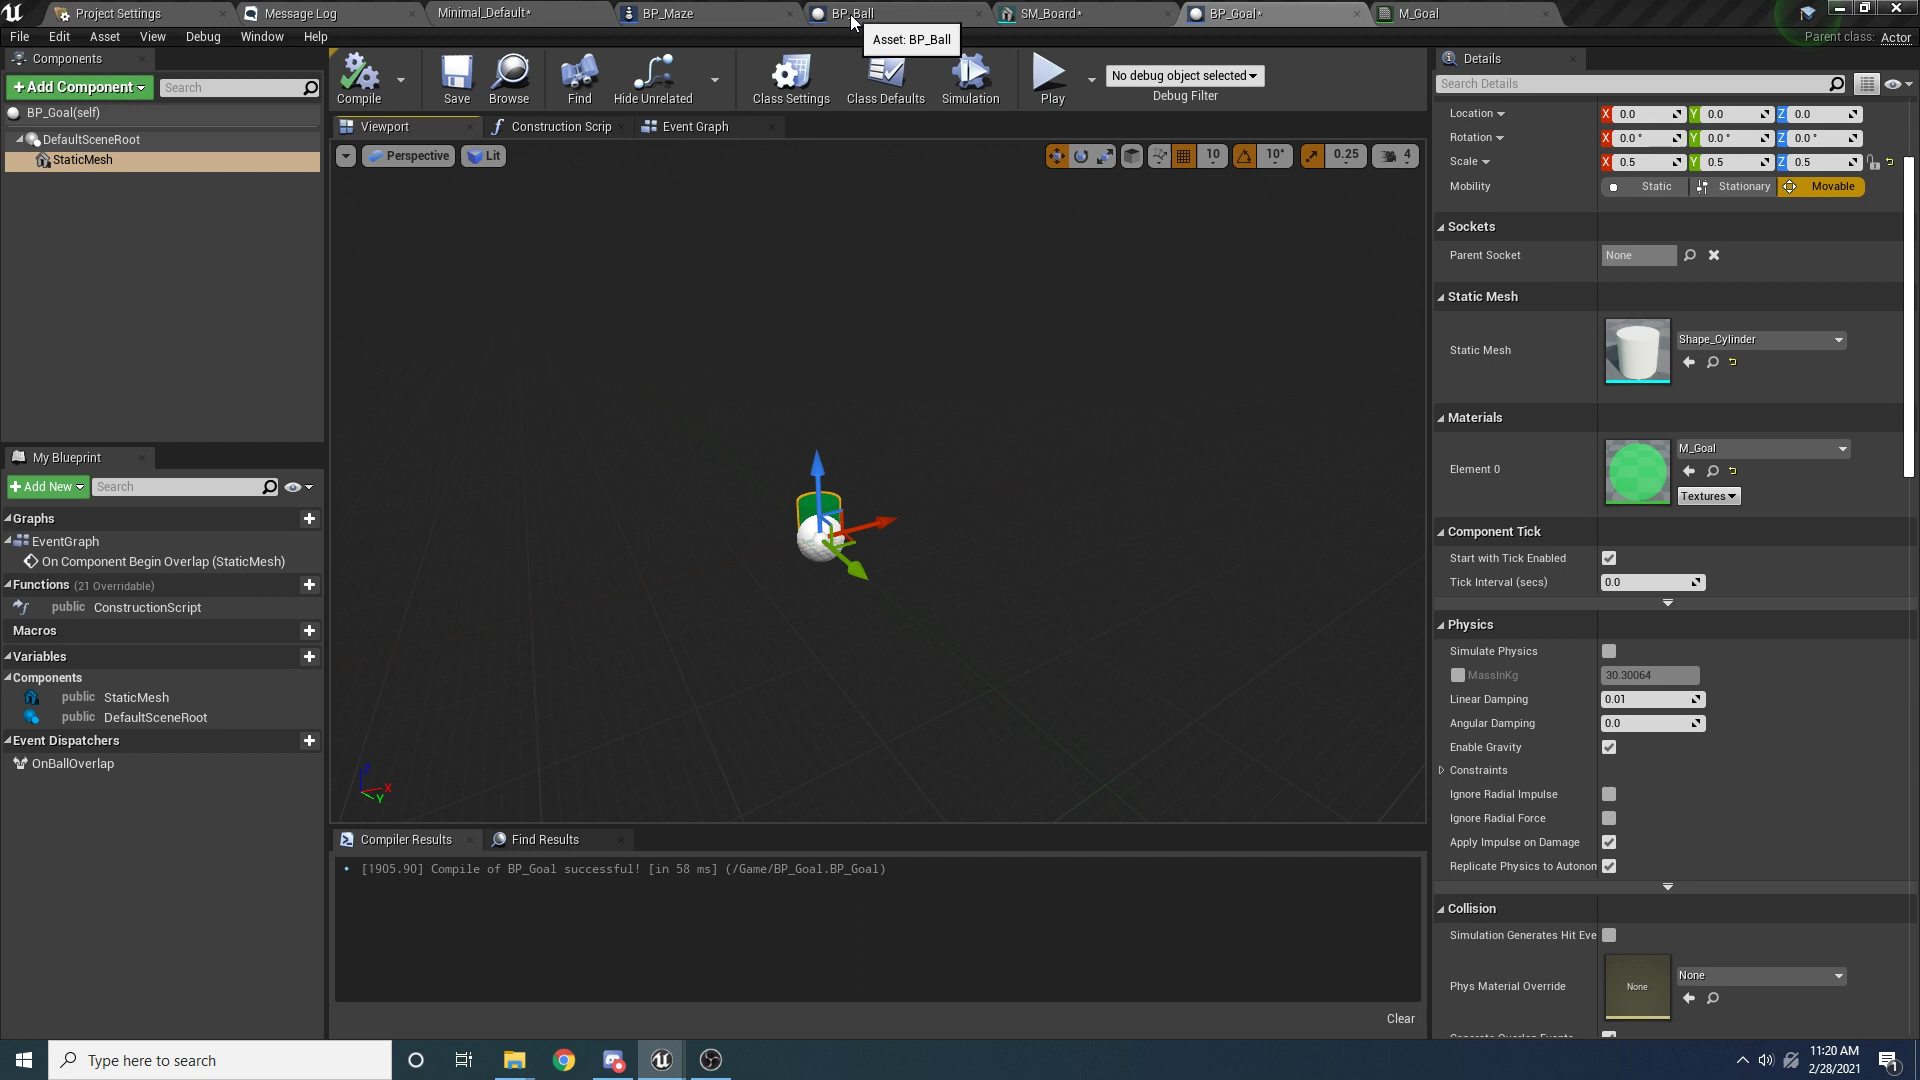 Project Settings
Message Log
Minimal_Default*
BP_Maze
BP_Ball
SM_Board*
BP_Goal*
M_Goal
File Edit Asset View Debug Window Help
Parent class: Actor
Asset: BP_Ball
Components
+Add Component
Search
BP_Goal(self)
DefaultSceneRoot
StaticMesh
Compile
Save
Browse
Find
Hide Unrelated
Class Settings
Class Defaults
Simulation
Play
No debug object selected
Debug Filter
Viewport
Construction Scrip
Event Graph
Perspective
Lit
10
10°
0.25
4
X
Y
My Blueprint
+Add New
Search
Graphs
EventGraph
On Component Begin Overlap (StaticMesh)
Functions (21 Overridable)
public ConstructionScript
Macros
Variables
Components
public StaticMesh
public DefaultSceneRoot
Event Dispatchers
OnBallOverlap
Compiler Results
Find Results
[1905.90] Compile of BP_Goal successful! [in 58 ms] (/Game/BP_Goal.BP_Goal)
Clear
Details
Search Details
Location X 0.0 Y 0.0 Z 0.0
Rotation X 0.0 ° Y 0.0 ° Z 0.0 °
Scale X 0.5 Y 0.5 Z 0.5
Mobility Static Stationary Movable
Sockets
Parent Socket None
Static Mesh
Static Mesh Shape_Cylinder
Materials
Element 0 M_Goal
Textures
Component Tick
Start with Tick Enabled
Tick Interval (secs) 0.0
Physics
Simulate Physics
MassInKg 30.30064
Linear Damping 0.01
Angular Damping 0.0
Enable Gravity
Constraints
Ignore Radial Impulse
Ignore Radial Force
Apply Impulse on Damage
Replicate Physics to Autonon
Collision
Simulation Generates Hit Eve
Phys Material Override None None
Type here to search
11:20 AM
2/28/2021
1